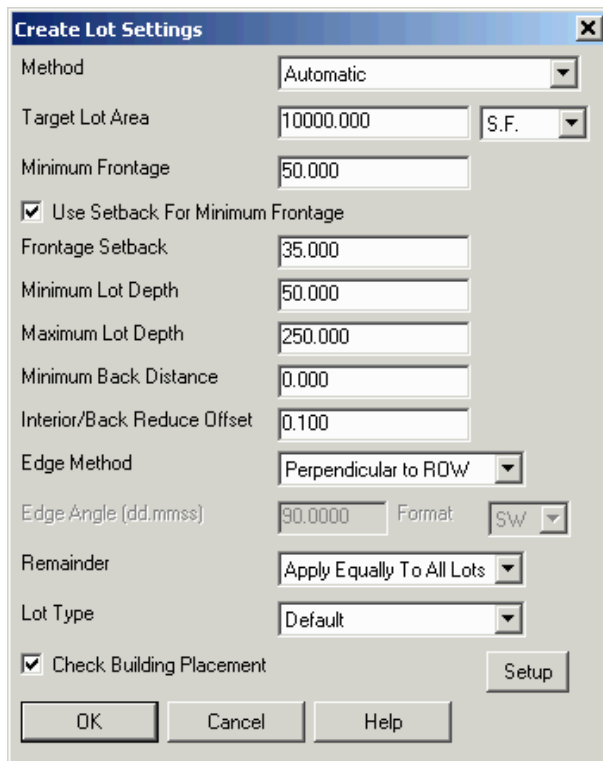 Create Lot Settings
Method Automatic
Target Lot Area 10000.000 S.F.
Minimum Frontage 50.000
Use Setback For Minimum Frontage
Frontage Setback 35.000
Minimum Lot Depth 50.000
Maximum Lot Depth 250.000
Minimum Back Distance 0.000
Interior/Back Reduce Offset 0.100
Edge Method Perpendicular to ROW
Edge Angle (dd.mmss) 90.0000 Format SW
Remainder Apply Equally To All Lots
Lot Type Default
Check Building Placement Setup
OK Cancel Help